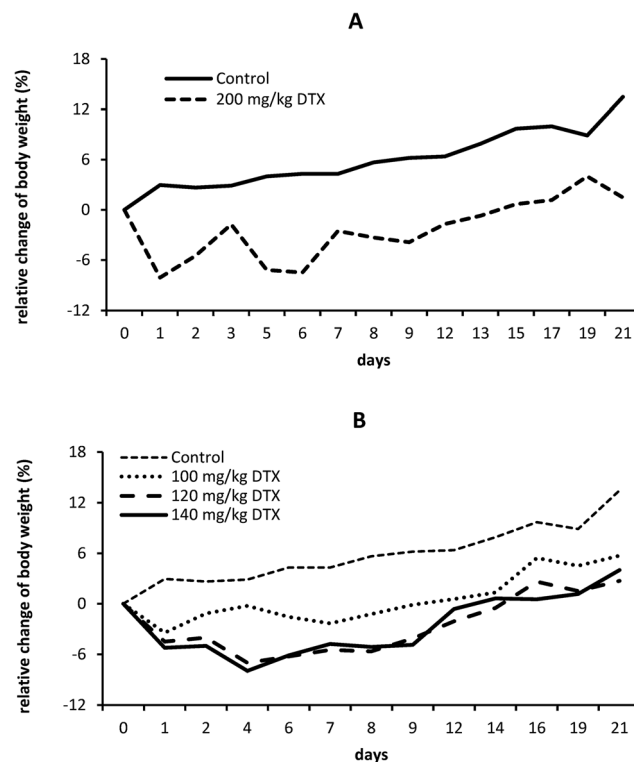 A
relative change of body weight (%)
18
12
6
0
-6
-12
Control
200 mg/kg DTX
0 1 2 3 5 6 7 8 9 12 13 15 17 19 21
days
B
relative change of body weight (%)
18
12
6
0
-6
-12
Control
100 mg/kg DTX
120 mg/kg DTX
140 mg/kg DTX
0 1 2 4 6 7 8 9 12 14 16 19 21
days